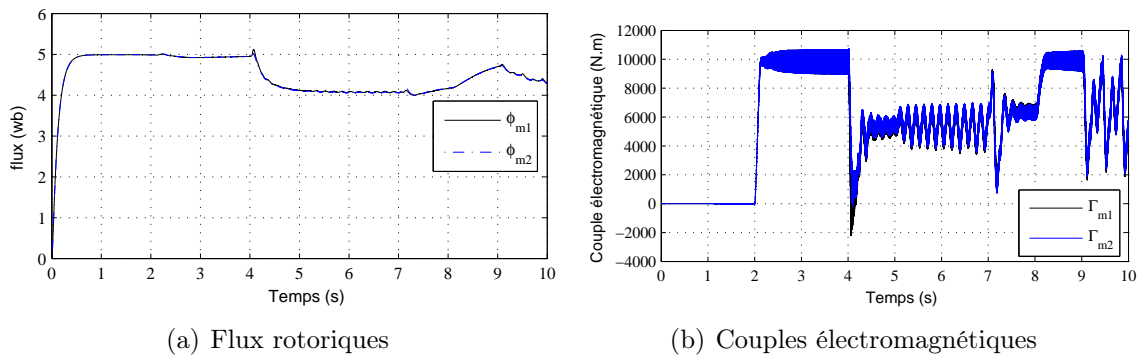 6
5
4
3
2
1
0
0 1 2 3 4 5 6 7 8 9 10
flux (wb)
Temps (s)
ϕm1
ϕm2
(a) Flux rotoriques
12000
10000
8000
6000
4000
2000
0
−2000
−4000
0 1 2 3 4 5 6 7 8 9 10
Couple électromagnétique (N.m)
Temps (s)
Γm1
Γm2
(b) Couples électromagnétiques